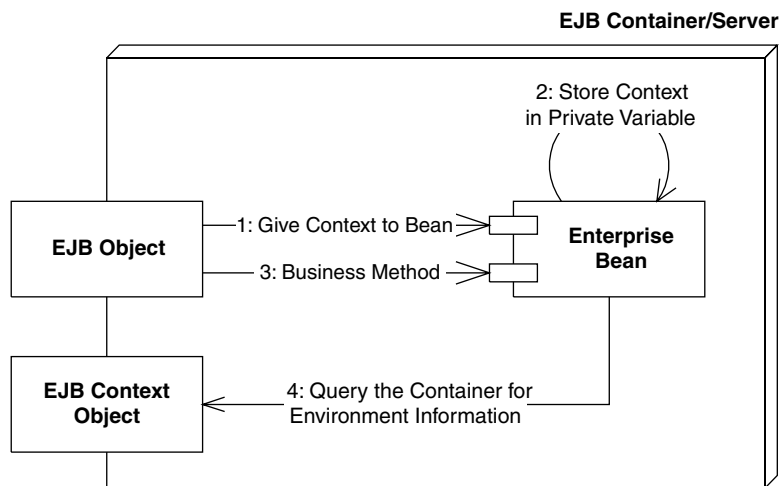 EJB Container/Server
2: Store Context
in Private Variable
EJB Object
1: Give Context to Bean
3: Business Method
Enterprise
Bean
EJB Context
Object
4: Query the Container for
Environment Information